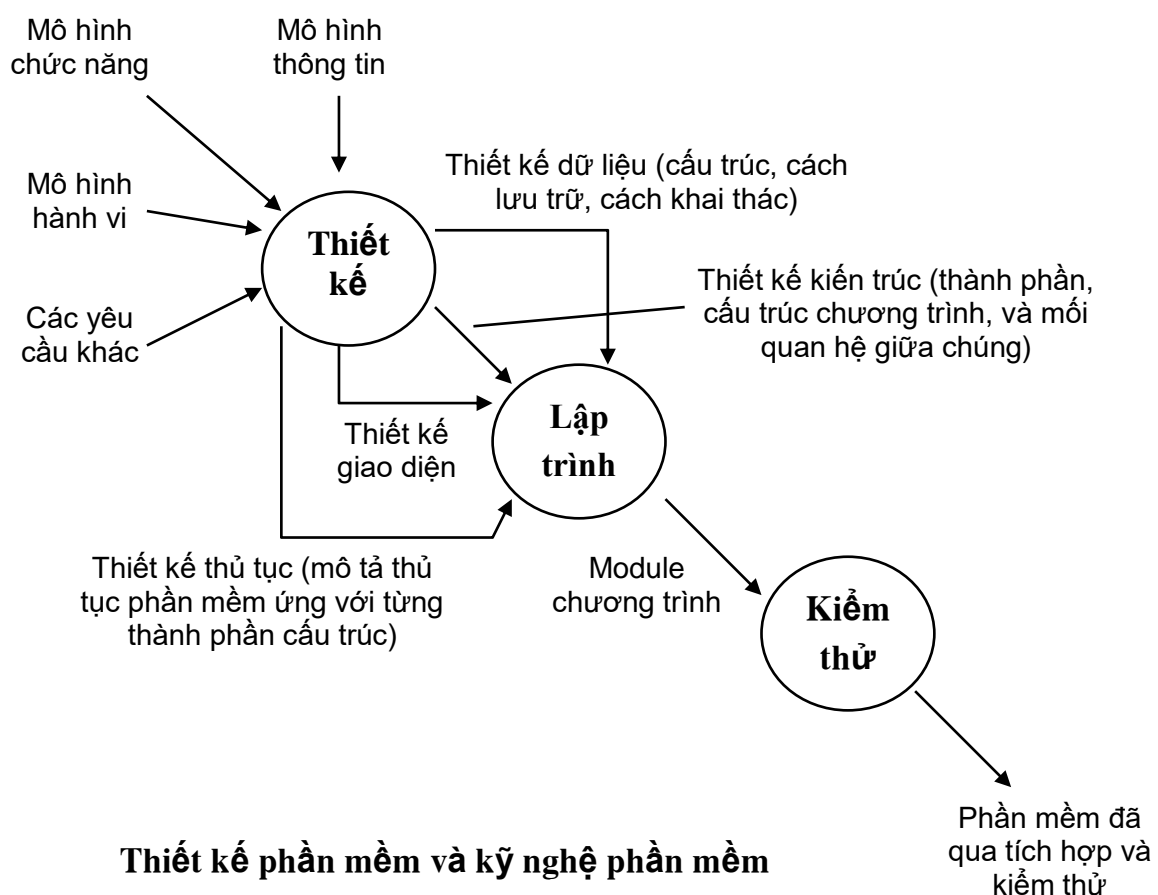 Mô hình
chức năng
Mô hình
thông tin
Mô hình
hành vi
Các yêu
cầu khác
Thiết
kế
Thiết kế dữ liệu (cấu trúc, cách
lưu trữ, cách khai thác)
Thiết kế kiến trúc (thành phần,
cấu trúc chương trình, và mối
quan hệ giữa chúng)
Thiết kế
giao diện
Lập
trình
Thiết kế thủ tục (mô tả thủ
tục phần mềm ứng với từng
thành phần cấu trúc)
Module
chương trình
Kiểm
thử
Phần mềm đã
qua tích hợp và
kiểm thử
Thiết kế phần mềm và kỹ nghệ phần mềm